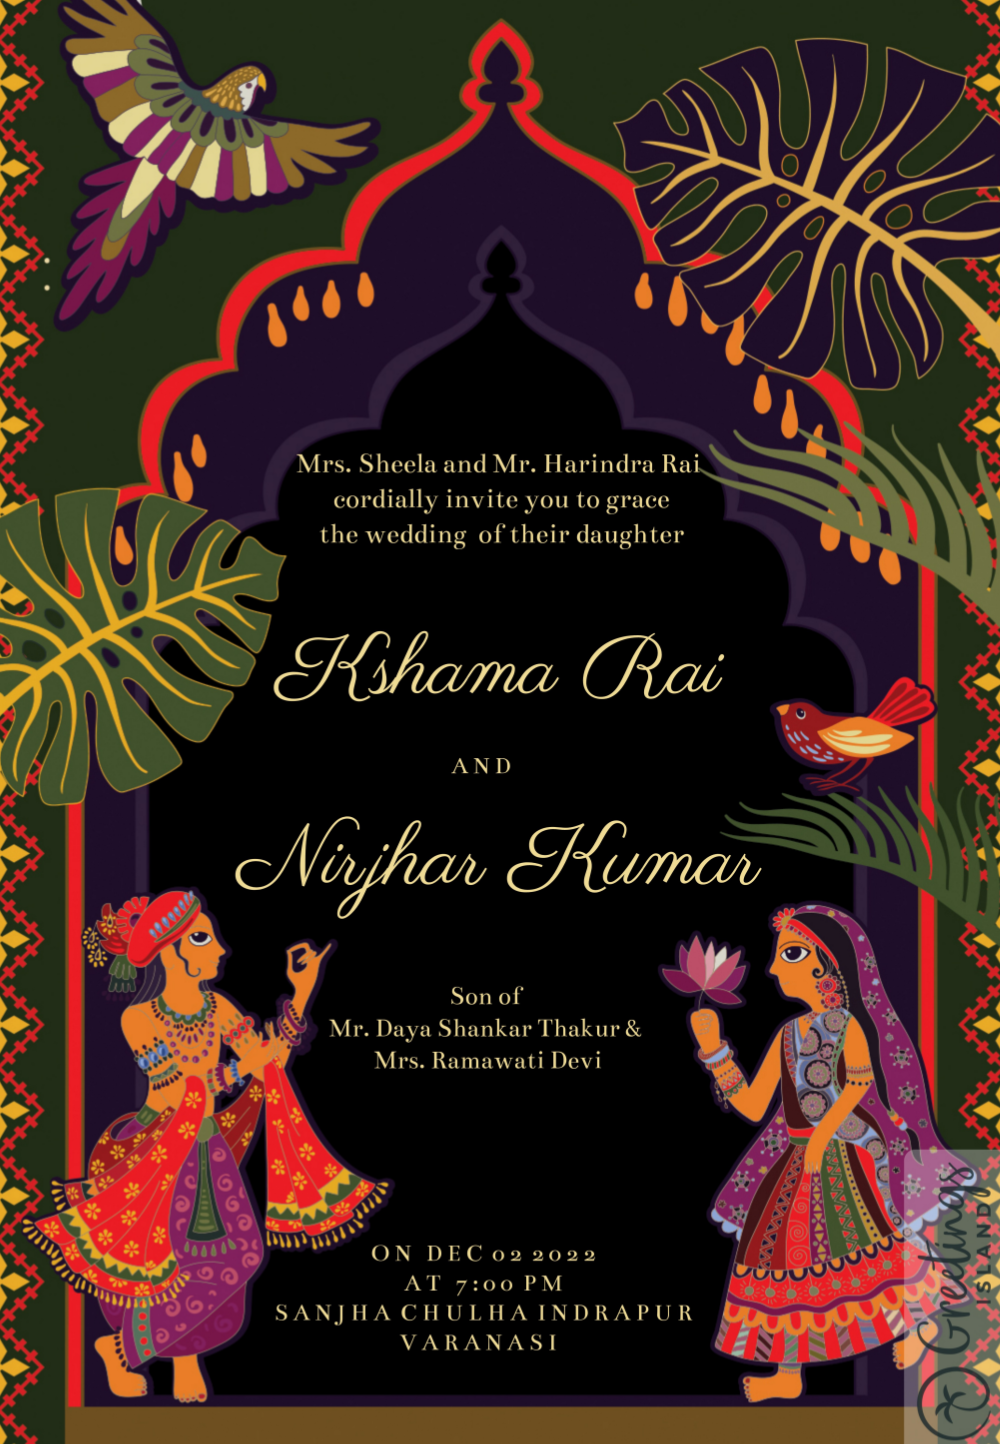 Mrs. Sheela and Mr. Harindra Rai
cordially invite you to grace
the wedding of their daughter
Kshama Rai
AND
Nirjhar Kumar
Son of
Mr. Daya Shankar Thakur &
Mrs. Ramawati Devi
ON DEC 02 2022
AT 7:00 PM
SANJHA CHULHA INDRAPUR
VARANASI
Greetings
ISLAND